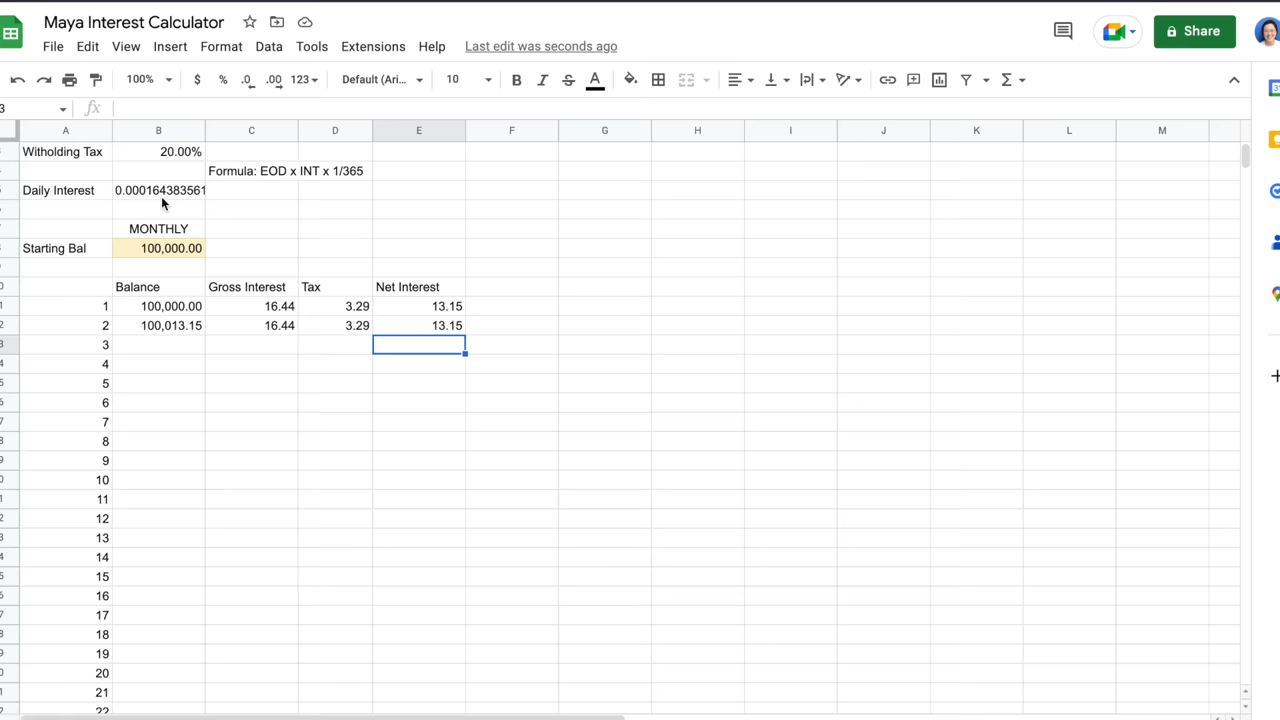 Maya Interest Calculator
File Edit View Insert Format Data Tools Extensions Help Last edit was seconds ago
Share
100% $ % .0 .00 123 Default (Ari... 10 B I S A
fx
A B C D E F G H I J K L M
Witholding Tax 20.00%
Formula: EOD x INT x 1/365
Daily Interest 0.000164383561
MONTHLY
Starting Bal 100,000.00
Balance Gross Interest Tax Net Interest
1 100,000.00 16.44 3.29 13.15
2 100,013.15 16.44 3.29 13.15
3
4
5
6
7
8
9
10
11
12
13
14
15
16
17
18
19
20
21
22